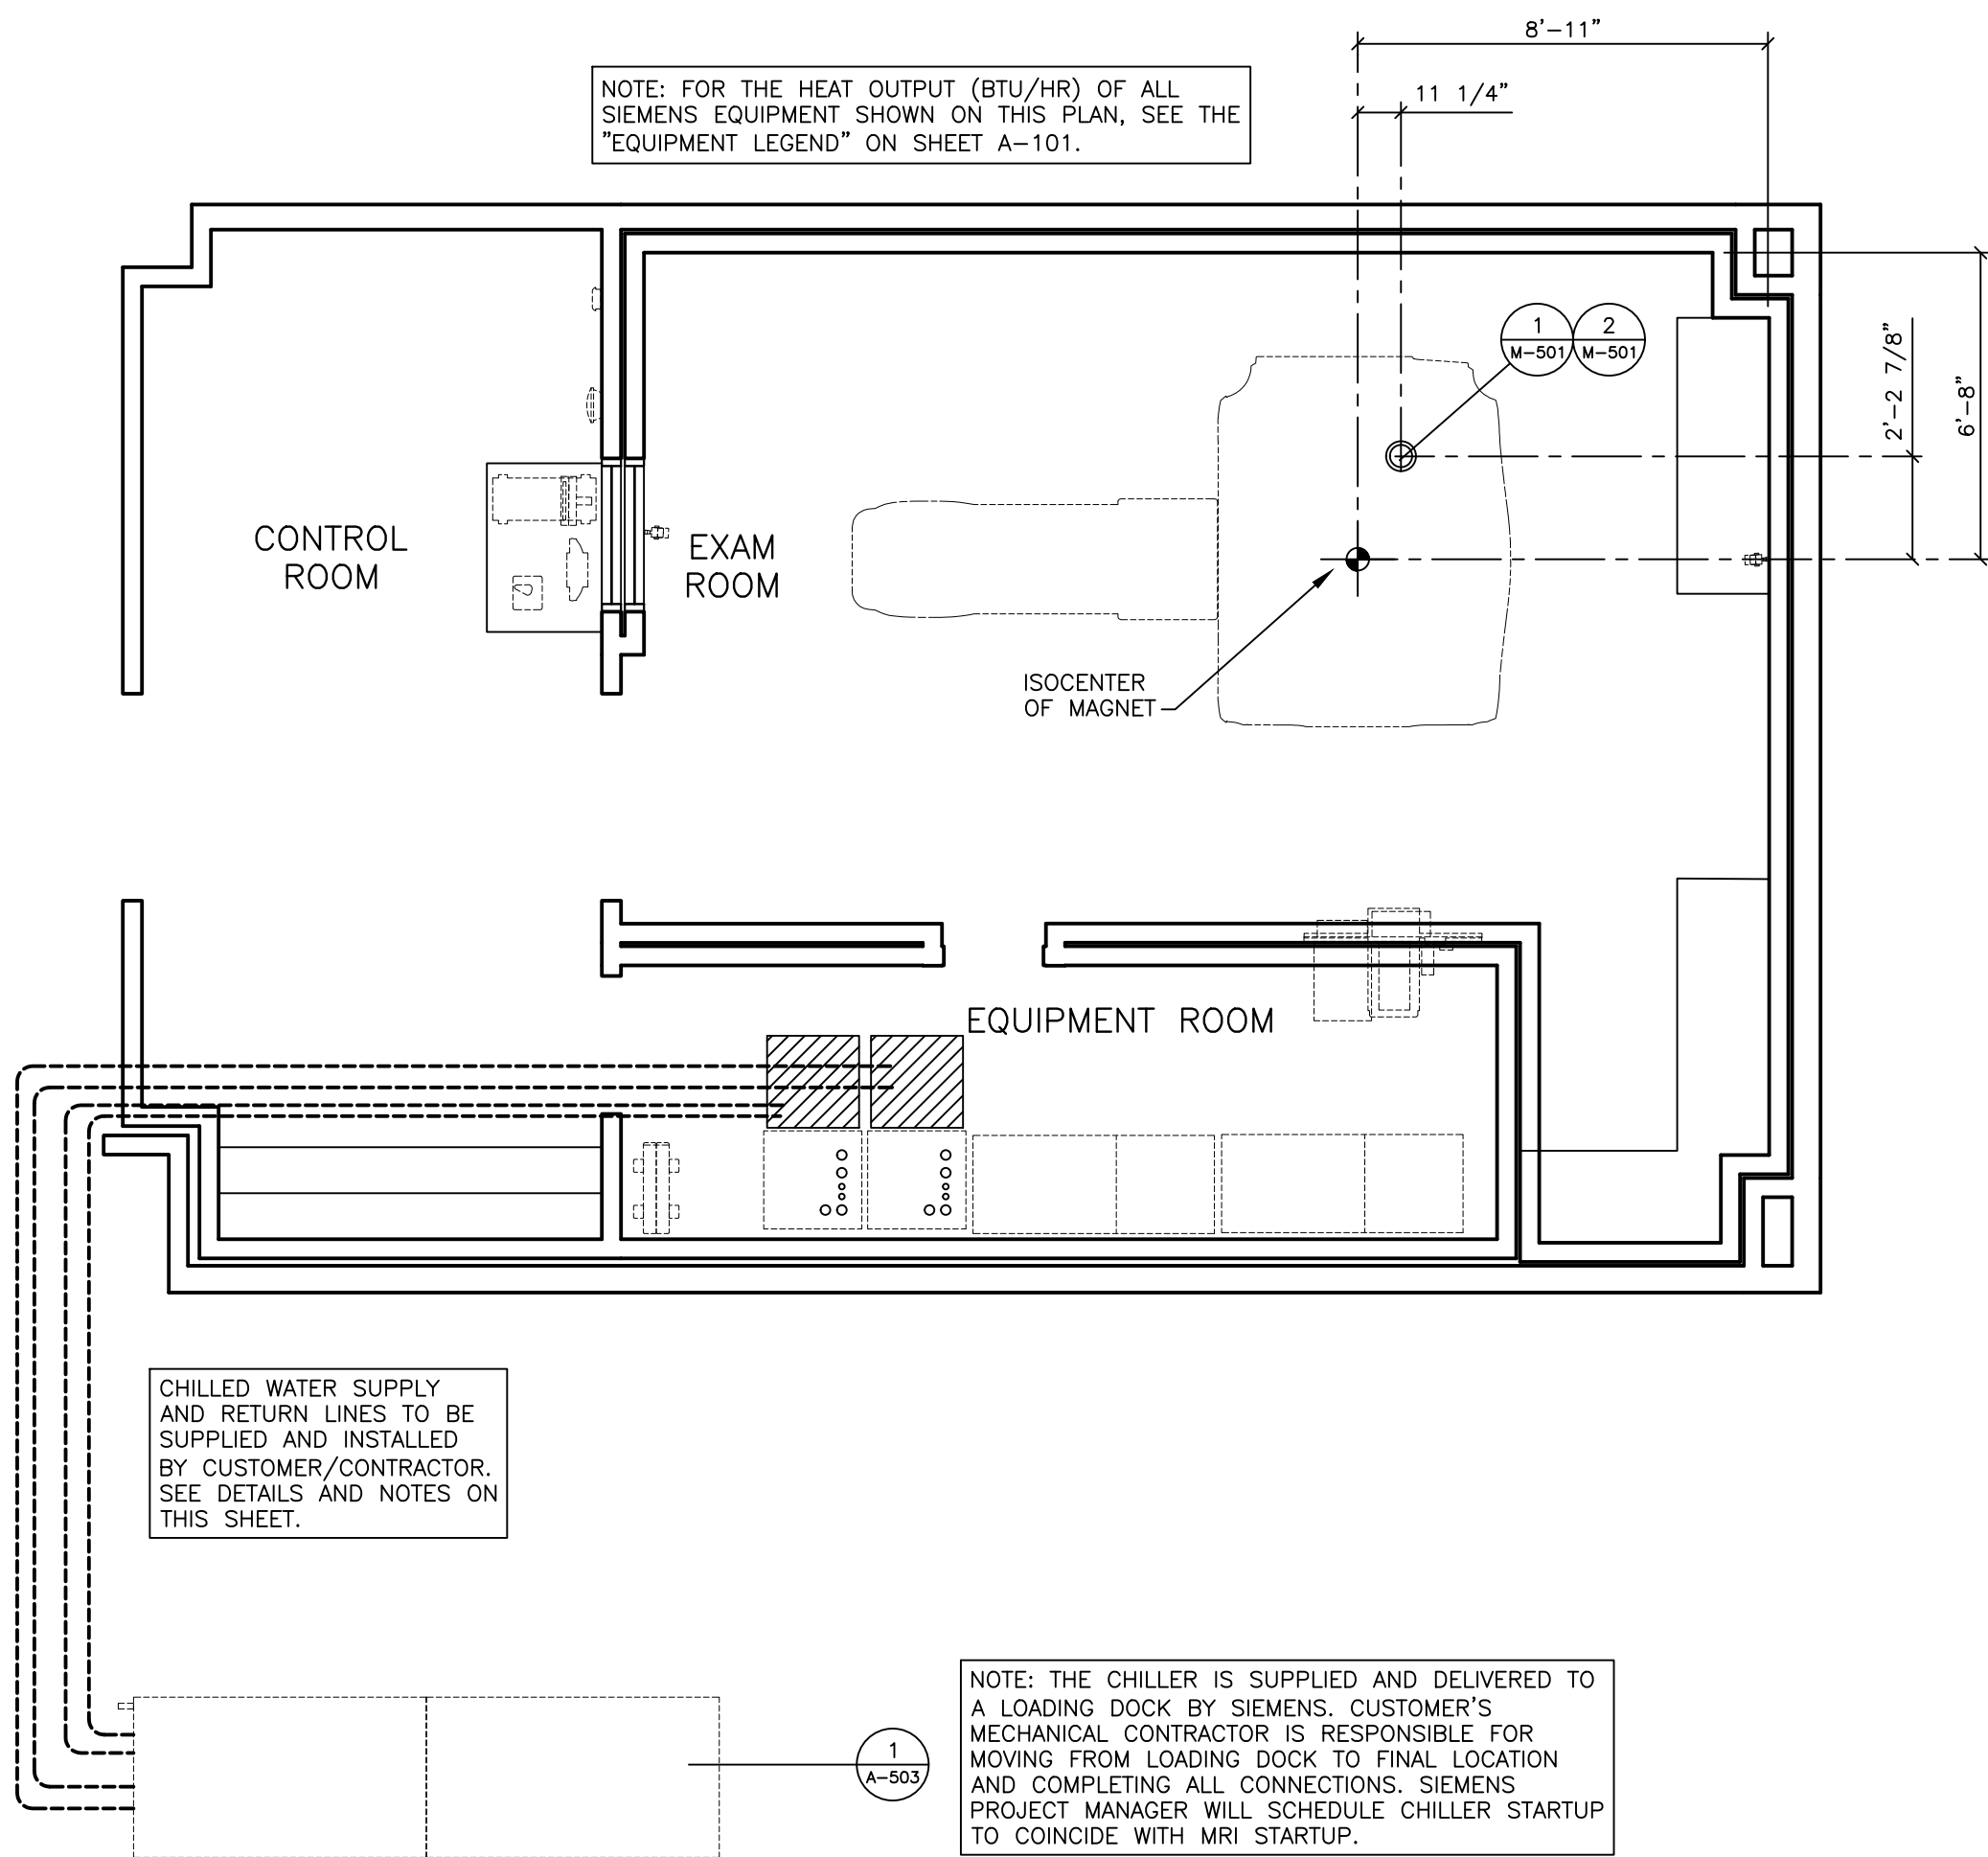 8'-11"
11 1/4"
NOTE: FOR THE HEAT OUTPUT (BTU/HR) OF ALL
SIEMENS EQUIPMENT SHOWN ON THIS PLAN, SEE THE
"EQUIPMENT LEGEND" ON SHEET A-101.
1
M-501
2
M-501
2'-2 7/8"
6'-8"
CONTROL
ROOM
EXAM
ROOM
ISOCENTER
OF MAGNET
EQUIPMENT ROOM
CHILLED WATER SUPPLY
AND RETURN LINES TO BE
SUPPLIED AND INSTALLED
BY CUSTOMER/CONTRACTOR.
SEE DETAILS AND NOTES ON
THIS SHEET.
1
A-503
NOTE: THE CHILLER IS SUPPLIED AND DELIVERED TO
A LOADING DOCK BY SIEMENS. CUSTOMER'S
MECHANICAL CONTRACTOR IS RESPONSIBLE FOR
MOVING FROM LOADING DOCK TO FINAL LOCATION
AND COMPLETING ALL CONNECTIONS. SIEMENS
PROJECT MANAGER WILL SCHEDULE CHILLER STARTUP
TO COINCIDE WITH MRI STARTUP.